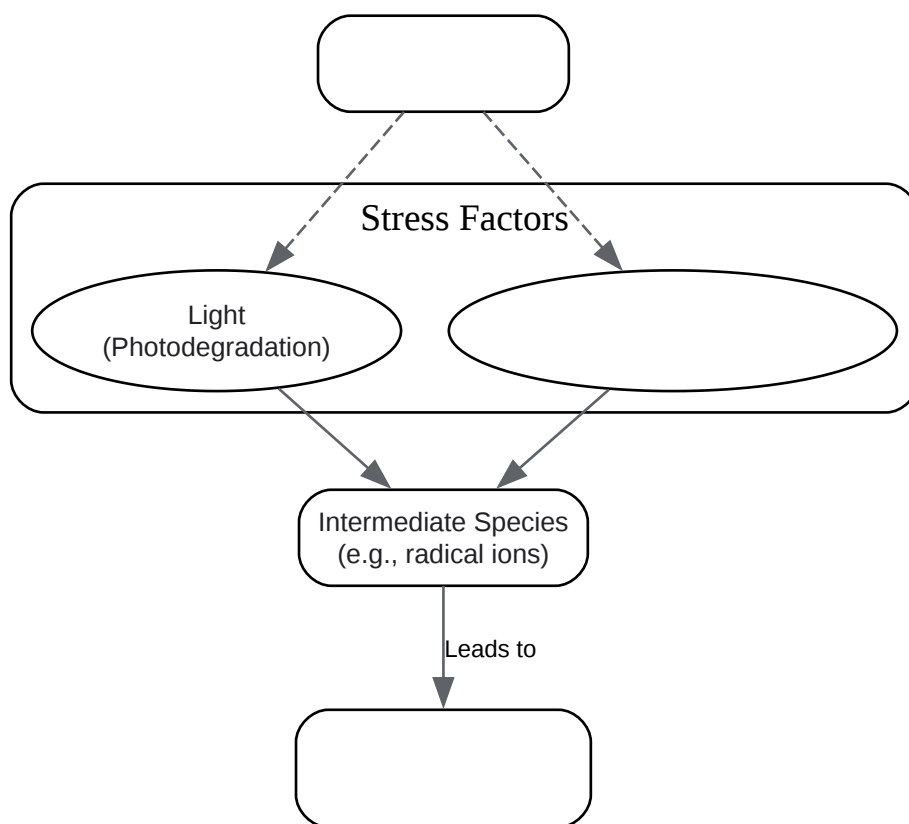 Stress Factors
Light
(Photodegradation)
Intermediate Species
(e.g., radical ions)
Leads to